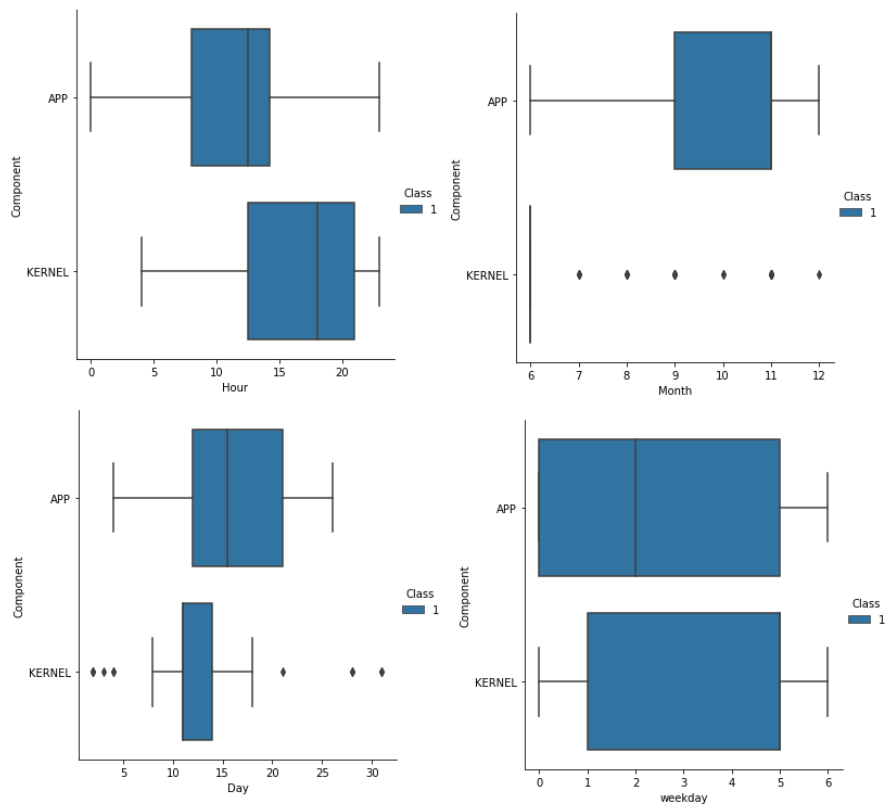 Component
APP
KERNEL
0 5 10 15 20
Hour
Class
1
Component
APP
KERNEL
6 7 8 9 10 11 12
Month
Class
1
Component
APP
KERNEL
5 10 15 20 25 30
Day
Class
1
Component
APP
KERNEL
0 1 2 3 4 5 6
weekday
Class
1